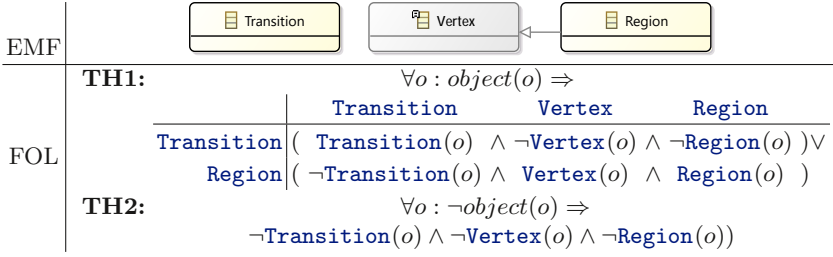 Transition Vertex Region
EMF
TH1: ∀o : object(o) ⇒
Transition Vertex Region
Transition ( Transition(o) ∧ ¬Vertex(o) ∧ ¬Region(o) )∨
FOL
Region ( ¬Transition(o) ∧ Vertex(o) ∧ Region(o) )
TH2: ∀o : ¬object(o) ⇒
¬Transition(o) ∧ ¬Vertex(o) ∧ ¬Region(o))